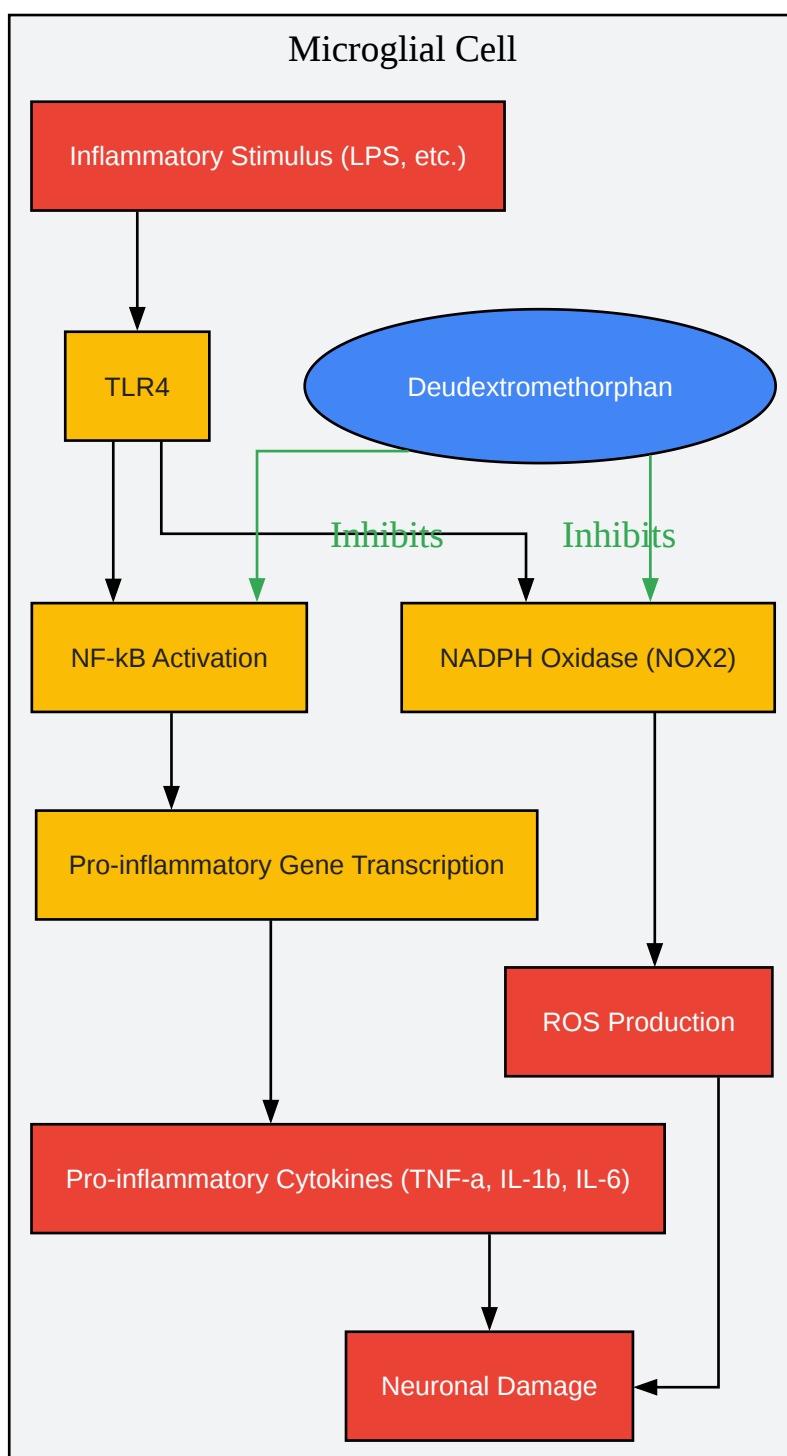 Microglial Cell
Inflammatory Stimulus (LPS, etc.)
TLR4
Deudextromethorphan
Inhibits
Inhibits
NF-kB Activation
NADPH Oxidase (NOX2)
Pro-inflammatory Gene Transcription
ROS Production
Pro-inflammatory Cytokines (TNF-a, IL-1b, IL-6)
Neuronal Damage